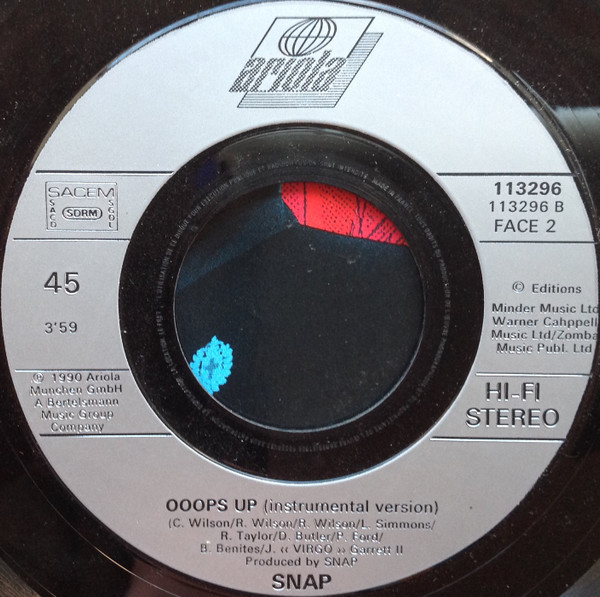 ariola
SACEM
SACD
SDRM
SCGL
113296
113296 B
FACE 2
45
3'59
© Editions
Minder Music Ltd
Warner Cahppell
Music Ltd/Zomba
Music Publ. Ltd
℗ 1990 Ariola
Munchen GmbH
A Bertelsmann
Music Group
Company
HI-FI
STEREO
OOOPS UP (instrumental version)
(C. Wilson/R. Wilson/R. Wilson/L. Simmons/
R. Taylor/D. Butler/P. Ford/
B. Benites/J. ‹‹ VIRGO ›› Garrett II
Produced by SNAP
SNAP